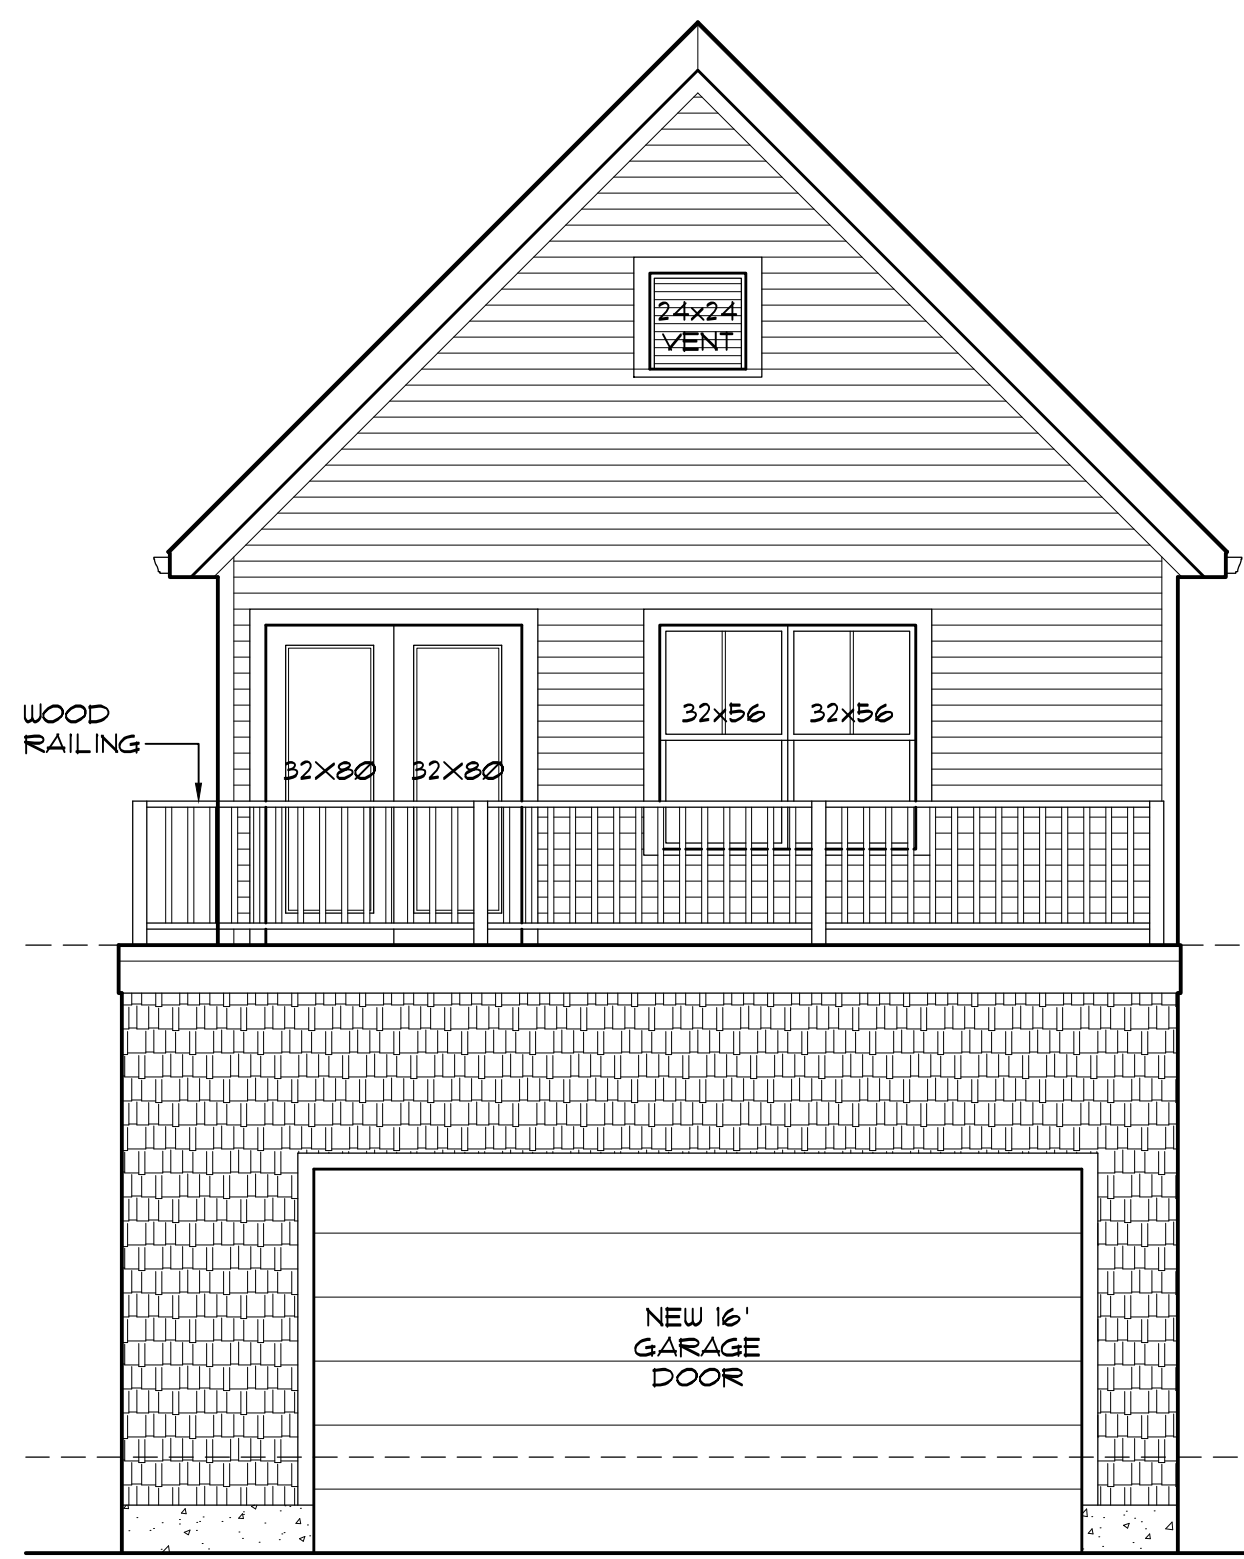 24x24
VENT
WOOD
RAILING
32x56 32x56
32X80 32X80
NEW 16'
GARAGE
DOOR